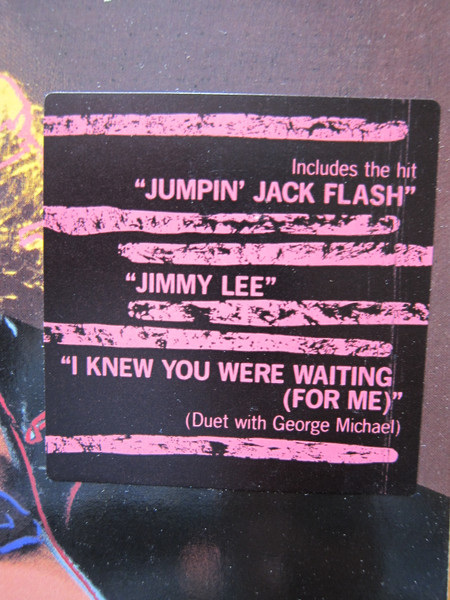 Includes the hit
“JUMPIN’ JACK FLASH”
“JIMMY LEE”
“I KNEW YOU WERE WAITING
(FOR ME)”
(Duet with George Michael)